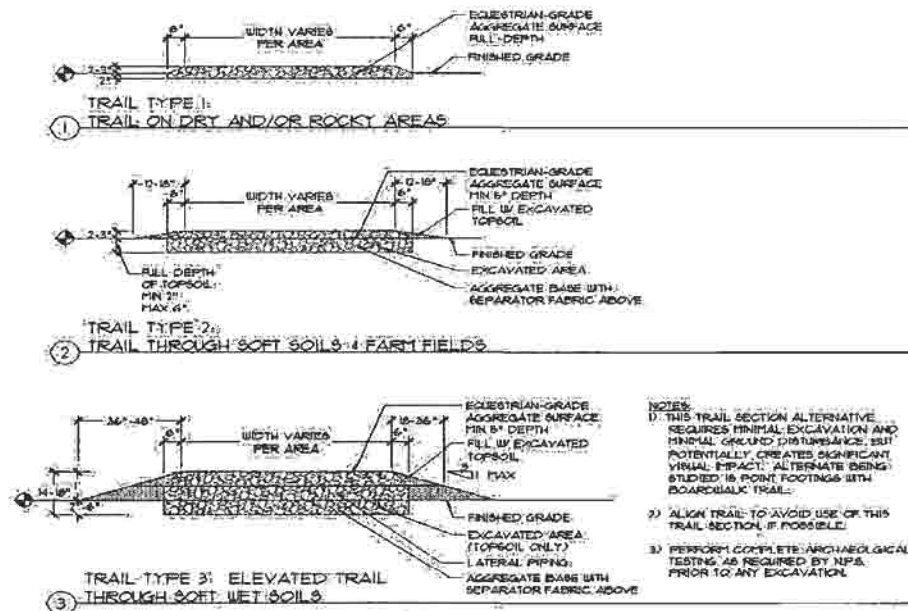 6"
6"
WIDTH VARIES
PER AREA
EQUESTRIAN-GRADE
AGGREGATE SURFACE
FULL-DEPTH
FINISHED GRADE
2-3"
2"
TRAIL TYPE 1:
1 TRAIL ON DRY AND/OR ROCKY AREAS
12-18"
6"
WIDTH VARIES
PER AREA
6"
12-18"
EQUESTRIAN-GRADE
AGGREGATE SURFACE
MIN 5" DEPTH
FILL W/ EXCAVATED
TOPSOIL
2-3"
FINISHED GRADE
EXCAVATED AREA
AGGREGATE BASE WITH
SEPARATOR FABRIC ABOVE
FULL DEPTH
OF TOPSOIL:
MIN 2"
MAX 6"
TRAIL TYPE 2:
2 TRAIL THROUGH SOFT SOILS & FARM FIELDS
36"-48"
6"
WIDTH VARIES
PER AREA
6"
18-36"
EQUESTRIAN-GRADE
AGGREGATE SURFACE
MIN 5" DEPTH
FILL W/ EXCAVATED
TOPSOIL
MAX
14-18"
FINISHED GRADE
EXCAVATED AREA
(TOPSOIL ONLY)
LATERAL PIPING
AGGREGATE BASE WITH
SEPARATOR FABRIC ABOVE
TRAIL TYPE 3: ELEVATED TRAIL
3 THROUGH SOFT WET SOILS
NOTES
1) THIS TRAIL SECTION ALTERNATIVE
REQUIRES MINIMAL EXCAVATION AND
MINIMAL GROUND DISTURBANCE, BUT
POTENTIALLY CREATES SIGNIFICANT
VISUAL IMPACT. ALTERNATE BEING
STUDIED IS POINT FOOTINGS WITH
BOARDWALK TRAIL.
2) ALIGN TRAIL TO AVOID USE OF THIS
TRAIL SECTION, IF POSSIBLE.
3) PERFORM COMPLETE ARCHAEOLOGICAL
TESTING AS REQUIRED BY N.P.S.
PRIOR TO ANY EXCAVATION.